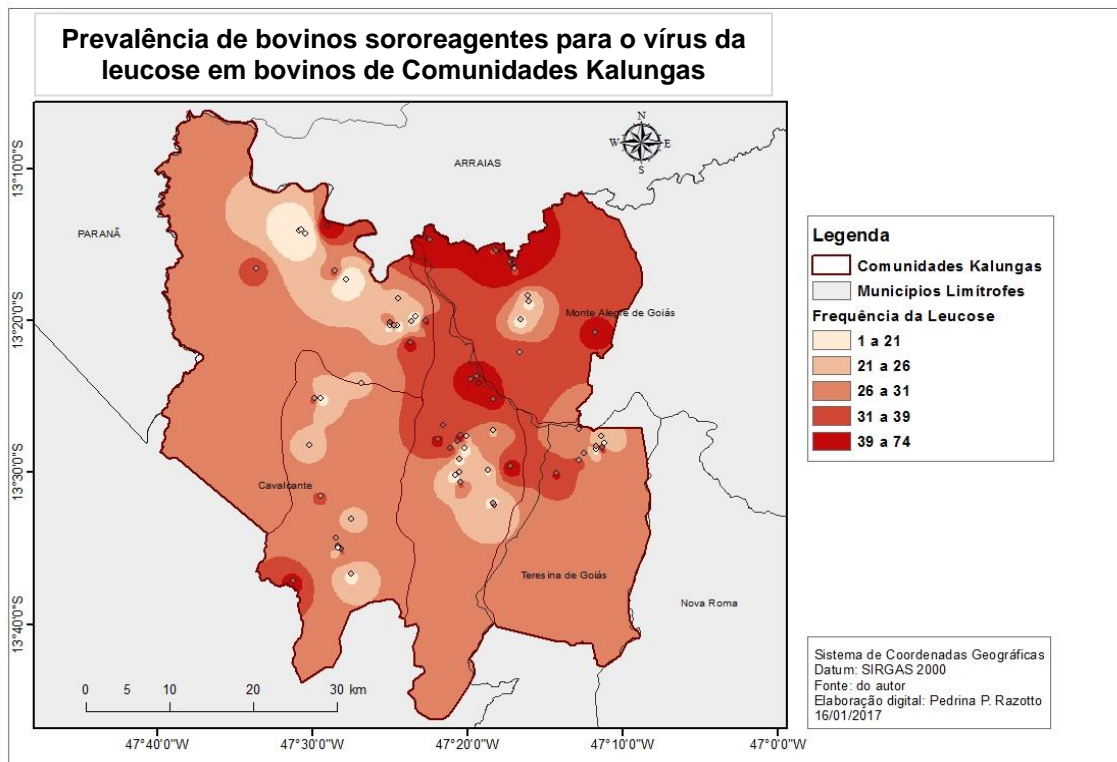 Prevalência de bovinos sororeagentes para o vírus da
leucose em bovinos de Comunidades Kalungas
N
W
E
S
ARRAIAS
PARANÃ
Monte Alegre de Goiás
Cavalcante
Teresina de Goiás
Nova Roma
13°10'0"S
13°20'0"S
13°30'0"S
13°40'0"S
0 5 10 20 30 km
47°40'0"W 47°30'0"W 47°20'0"W 47°10'0"W 47°0'0"W
Legenda
Comunidades Kalungas
Municípios Limítrofes
Frequência da Leucose
1 a 21
21 a 26
26 a 31
31 a 39
39 a 74
Sistema de Coordenadas Geográficas
Datum: SIRGAS 2000
Fonte: do autor
Elaboração digital: Pedrina P. Razotto
16/01/2017